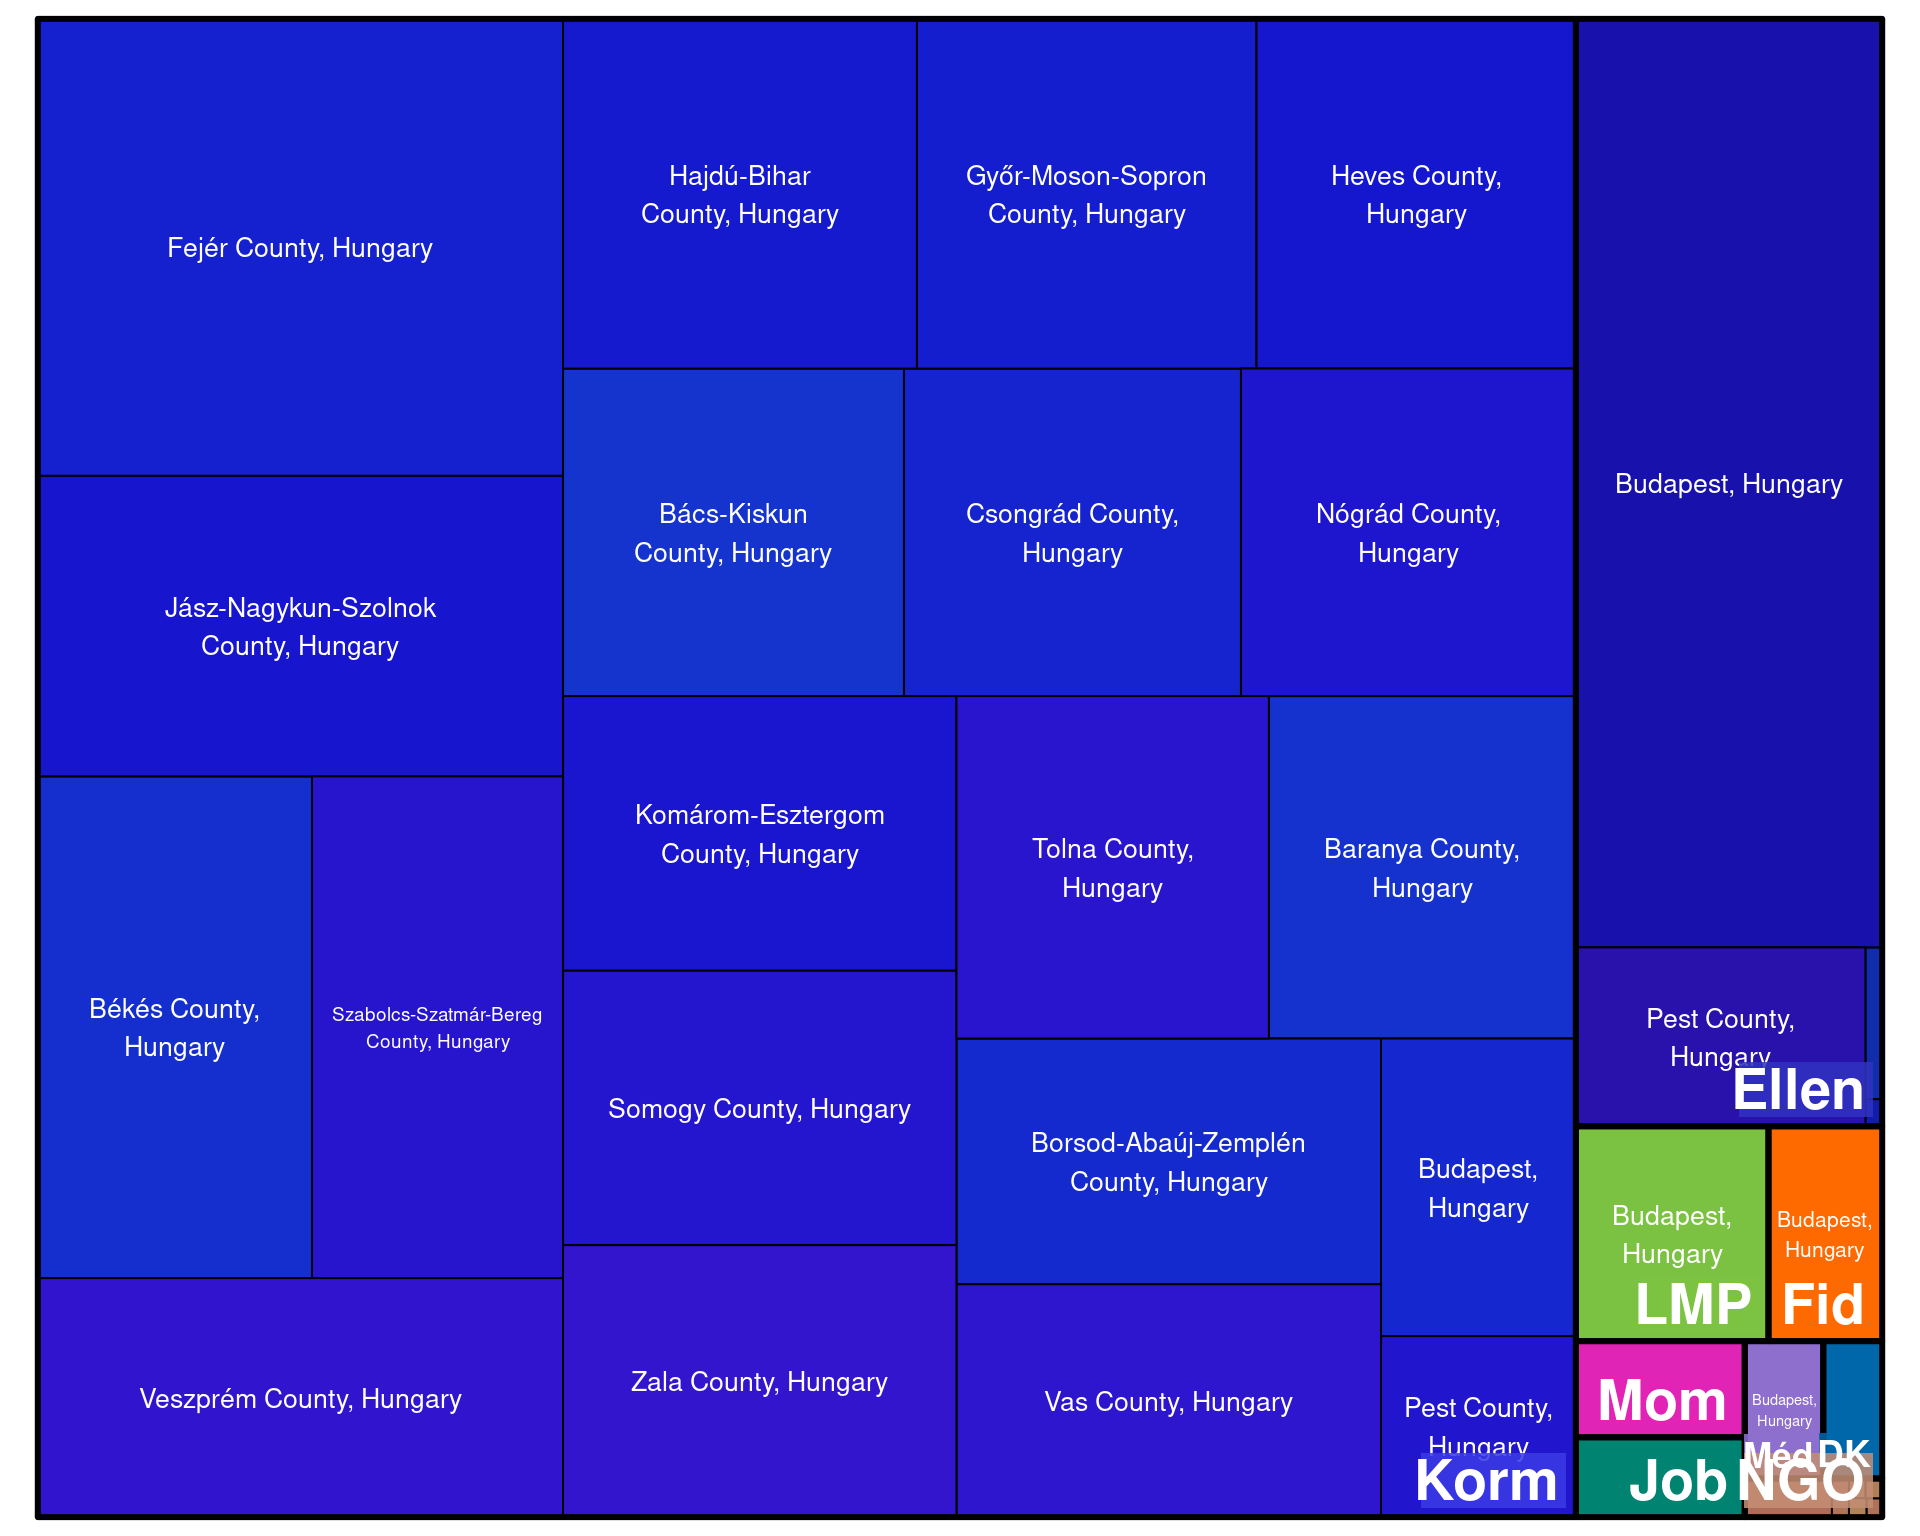 Fejér County, Hungary
Hajdú-Bihar
County, Hungary
Győr-Moson-Sopron
County, Hungary
Heves County,
Hungary
Budapest, Hungary
Jász-Nagykun-Szolnok
County, Hungary
Bács-Kiskun
County, Hungary
Csongrád County,
Hungary
Nógrád County,
Hungary
Békés County,
Hungary
Szabolcs-Szatmár-Bereg
County, Hungary
Komárom-Esztergom
County, Hungary
Tolna County,
Hungary
Baranya County,
Hungary
Pest County,
Hungary
Ellen
Somogy County, Hungary
Borsod-Abaúj-Zemplén
County, Hungary
Budapest,
Hungary
Budapest,
Hungary
LMP
Budapest,
Hungary
Fid
Veszprém County, Hungary
Zala County, Hungary
Vas County, Hungary
Pest County,
Hungary
Korm
Mom
Budapest,
Hungary
Méd
DK
Job
NGO